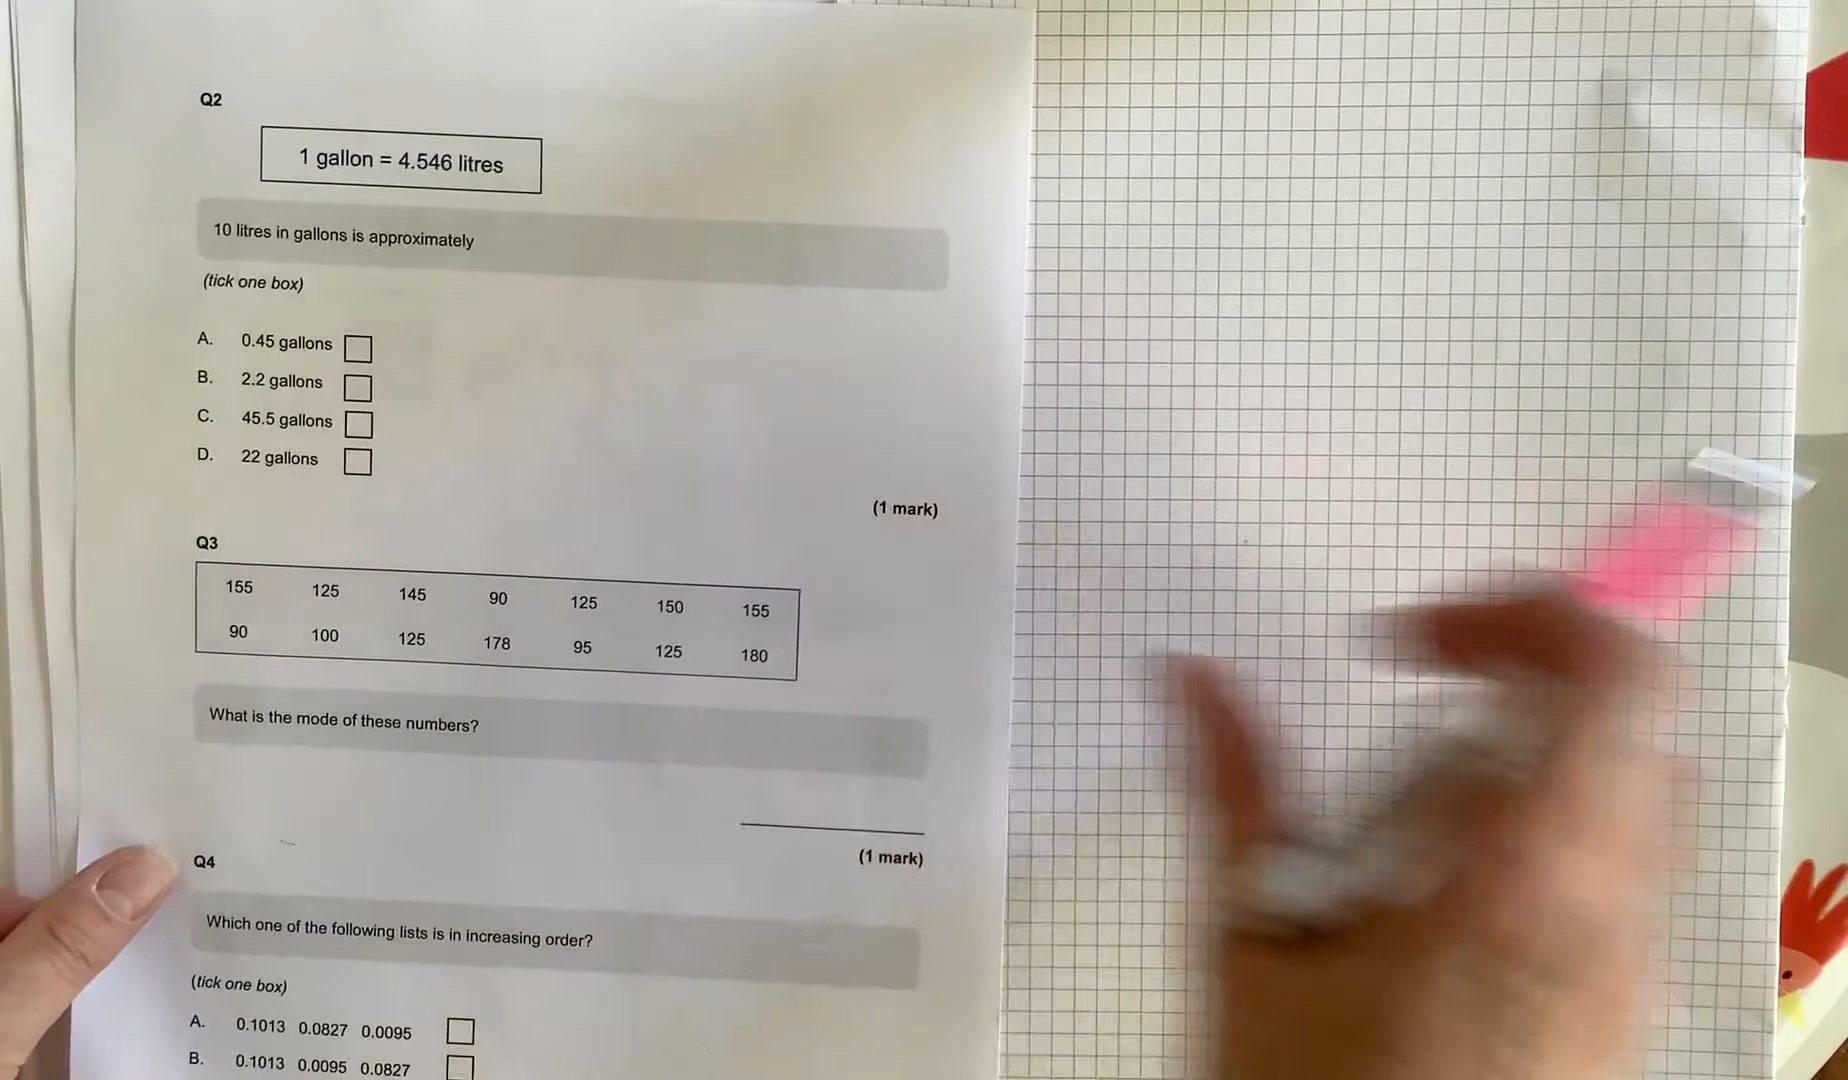 Q2
1 gallon = 4.546 litres
10 litres in gallons is approximately
(tick one box)
A. 0.45 gallons
B. 2.2 gallons
C. 45.5 gallons
D. 22 gallons
(1 mark)
Q3
155 125 145 90 125 150 155
90 100 125 178 95 125 180
What is the mode of these numbers?
(1 mark)
Q4
Which one of the following lists is in increasing order?
(tick one box)
A. 0.1013 0.0827 0.0095
B. 0.1013 0.0095 0.0827